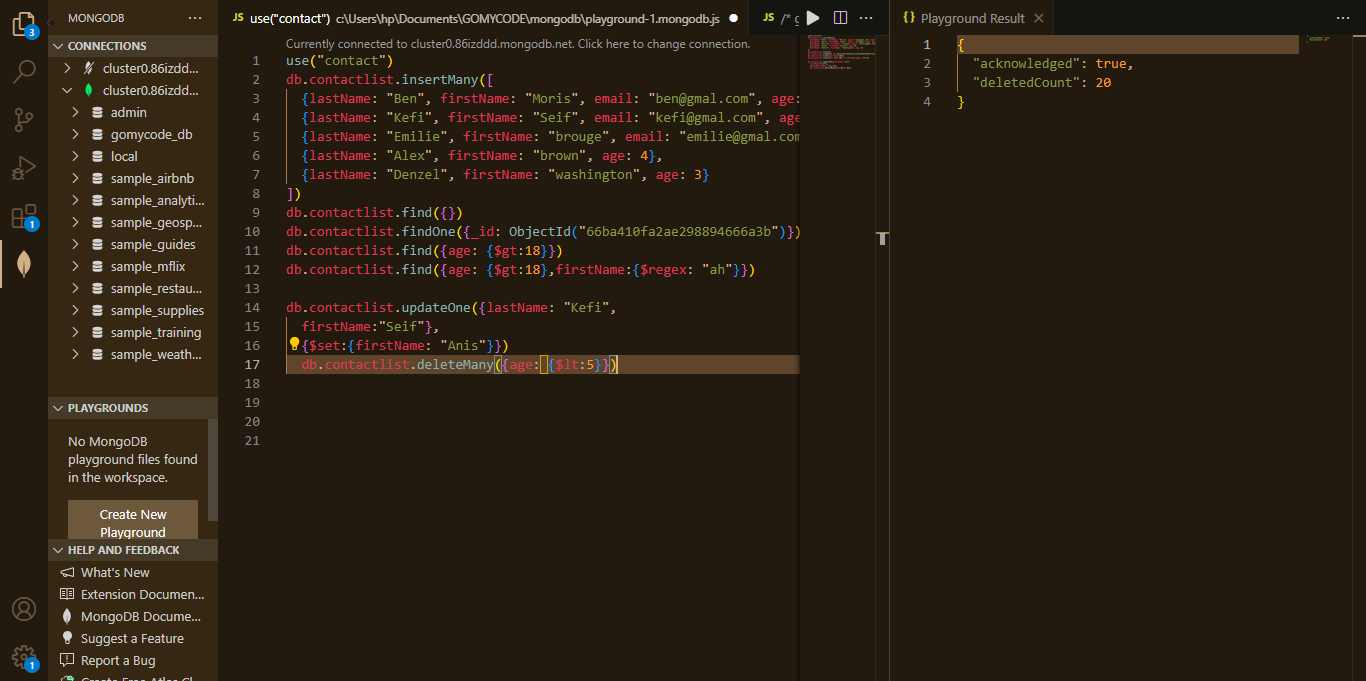 3
1
1
MONGODB ...
CONNECTIONS
cluster0.86izdd...
cluster0.86izdd...
admin
gomycode_db
local
sample_airbnb
sample_analyti...
sample_geosp...
sample_guides
sample_mflix
sample_restau...
sample_supplies
sample_training
sample_weath...
PLAYGROUNDS
No MongoDB
playground files found
in the workspace.
Create New
Playground
HELP AND FEEDBACK
What's New
Extension Documen...
MongoDB Docume...
Suggest a Feature
Report a Bug
JS use("contact") c:\Users\hp\Documents\GOMYCODE\mongodb\playground-1.mongodb.js JS /* g ...
Currently connected to cluster0.86izddd.mongodb.net. Click here to change connection.
1 use("contact")
2 db.contactlist.insertMany([
3 {lastName: "Ben", firstName: "Moris", email: "ben@gmal.com", age:
4 {lastName: "Kefi", firstName: "Seif", email: "kefi@gmal.com", age
5 {lastName: "Emilie", firstName: "brouge", email: "emilie@gmal.com
6 {lastName: "Alex", firstName: "brown", age: 4},
7 {lastName: "Denzel", firstName: "washington", age: 3}
8 ])
9 db.contactlist.find({})
10 db.contactlist.findOne({_id: ObjectId("66ba410fa2ae298894666a3b")})
11 db.contactlist.find({age: {$gt:18}})
12 db.contactlist.find({age: {$gt:18},firstName:{$regex: "ah"}})
13
14 db.contactlist.updateOne({lastName: "Kefi",
15 firstName:"Seif"},
16 {$set:{firstName: "Anis"}})
17 db.contactlist.deleteMany({age: {$lt:5}})
18
19
20
21
{} Playground Result ...
1 {
2 "acknowledged": true,
3 "deletedCount": 20
4 }